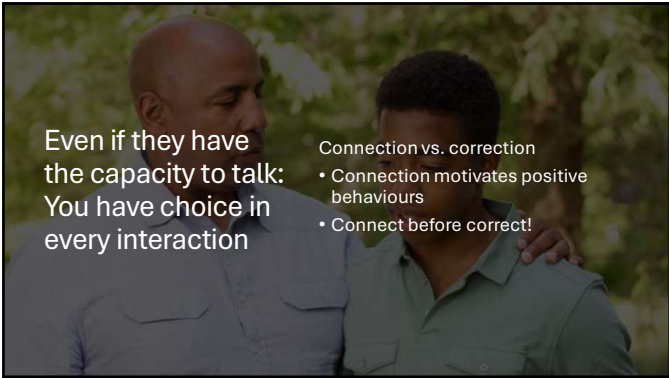 Even if they have
the capacity to talk:
You have choice in
every interaction
Connection vs. correction
• Connection motivates positive
behaviours
• Connect before correct!